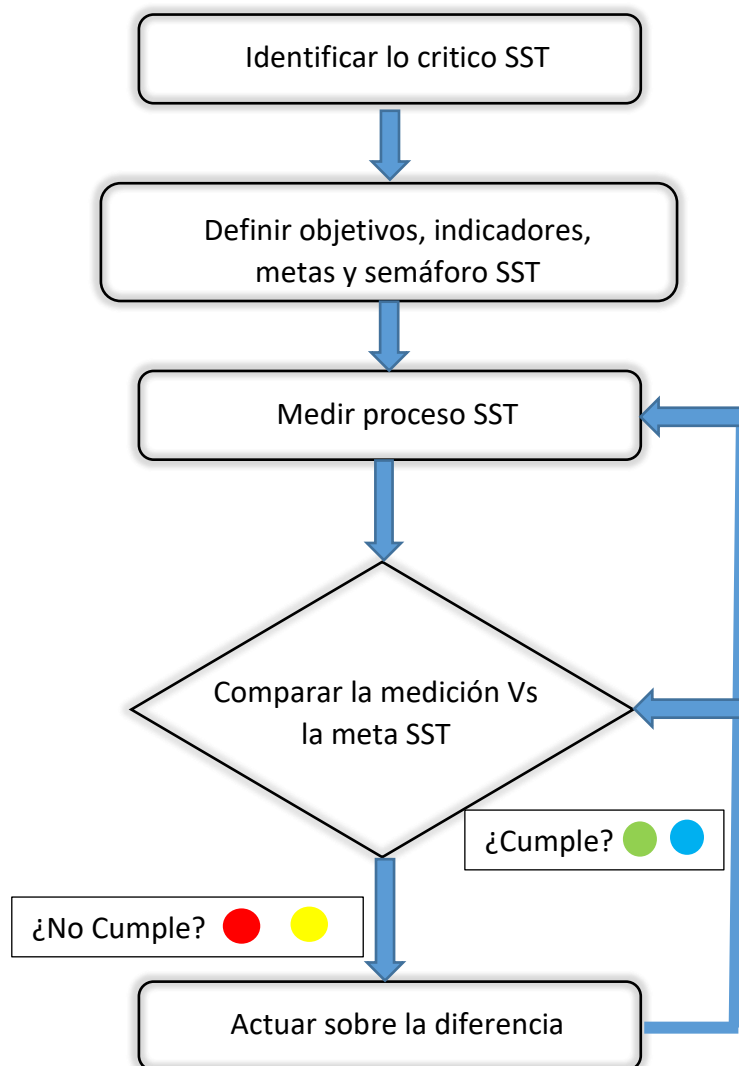 Identificar lo critico SST
Definir objetivos, indicadores,
metas y semáforo SST
Medir proceso SST
Comparar la medición Vs
la meta SST
¿Cumple?
¿No Cumple?
Actuar sobre la diferencia